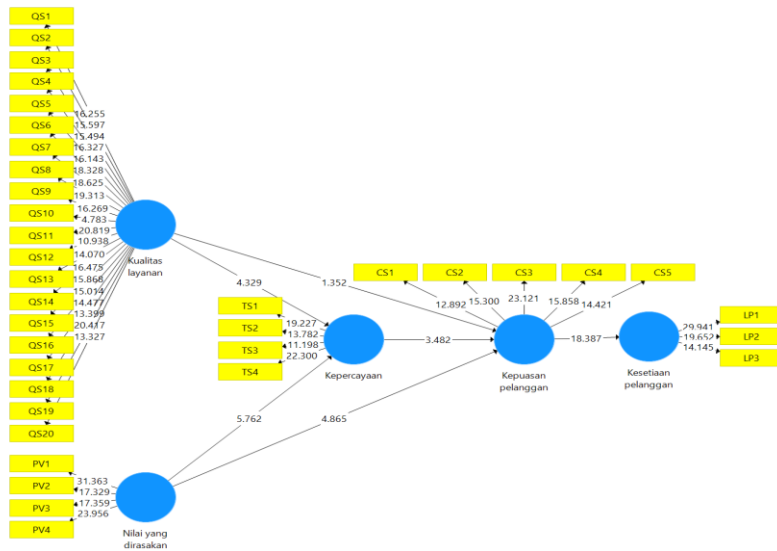 QS1
QS2
QS3
QS4
QS5
QS6
QS7
QS8
QS9
QS10
QS11
QS12
QS13
QS14
QS15
QS16
QS17
QS18
QS19
QS20
16.255
15.597
15.494
16.327
16.143
18.328
18.625
19.313
16.269
4.783
20.819
10.938
14.070
16.475
15.868
15.014
14.477
13.399
20.417
13.327
Kualitas
layanan
4.329
1.352
TS1
TS2
TS3
TS4
19.227
13.782
11.198
22.300
Kepercayaan
3.482
CS1
CS2
CS3
CS4
CS5
12.892
15.300
23.121
15.858
14.421
Kepuasan
pelanggan
18.387
Kesetiaan
pelanggan
29.941
19.652
14.145
LP1
LP2
LP3
5.762
4.865
PV1
PV2
PV3
PV4
31.363
17.329
17.359
23.956
Nilai yang
dirasakan